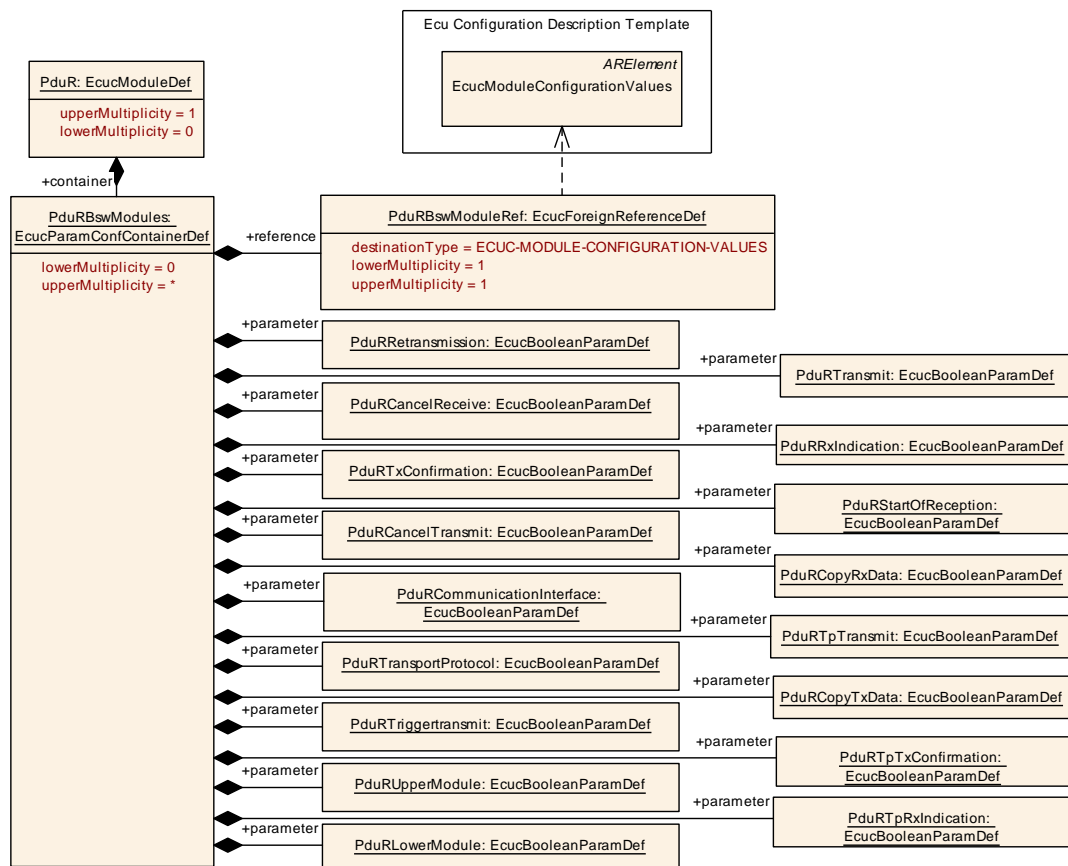 Ecu Configuration Description Template
ARElement
EcucModuleConfigurationValues
PduR: EcucModuleDef
upperMultiplicity = 1
lowerMultiplicity = 0
+container
PduRBswModules:
EcucParamConfContainerDef
lowerMultiplicity = 0
upperMultiplicity = *
+reference
PduRBswModuleRef: EcucForeignReferenceDef
destinationType = ECUC-MODULE-CONFIGURATION-VALUES
lowerMultiplicity = 1
upperMultiplicity = 1
+parameter
PduRRetransmission: EcucBooleanParamDef
+parameter
PduRTransmit: EcucBooleanParamDef
+parameter
PduRCancelReceive: EcucBooleanParamDef
+parameter
PduRRxIndication: EcucBooleanParamDef
+parameter
PduRTxConfirmation: EcucBooleanParamDef
+parameter
PduRStartOfReception:
EcucBooleanParamDef
+parameter
PduRCancelTransmit: EcucBooleanParamDef
+parameter
PduRCopyRxData: EcucBooleanParamDef
+parameter
PduRCommunicationInterface:
EcucBooleanParamDef
+parameter
PduRTpTransmit: EcucBooleanParamDef
+parameter
PduRTransportProtocol: EcucBooleanParamDef
+parameter
PduRCopyTxData: EcucBooleanParamDef
+parameter
PduRTriggertransmit: EcucBooleanParamDef
+parameter
PduRTpTxConfirmation:
EcucBooleanParamDef
+parameter
PduRUpperModule: EcucBooleanParamDef
+parameter
PduRTpRxIndication:
EcucBooleanParamDef
+parameter
PduRLowerModule: EcucBooleanParamDef